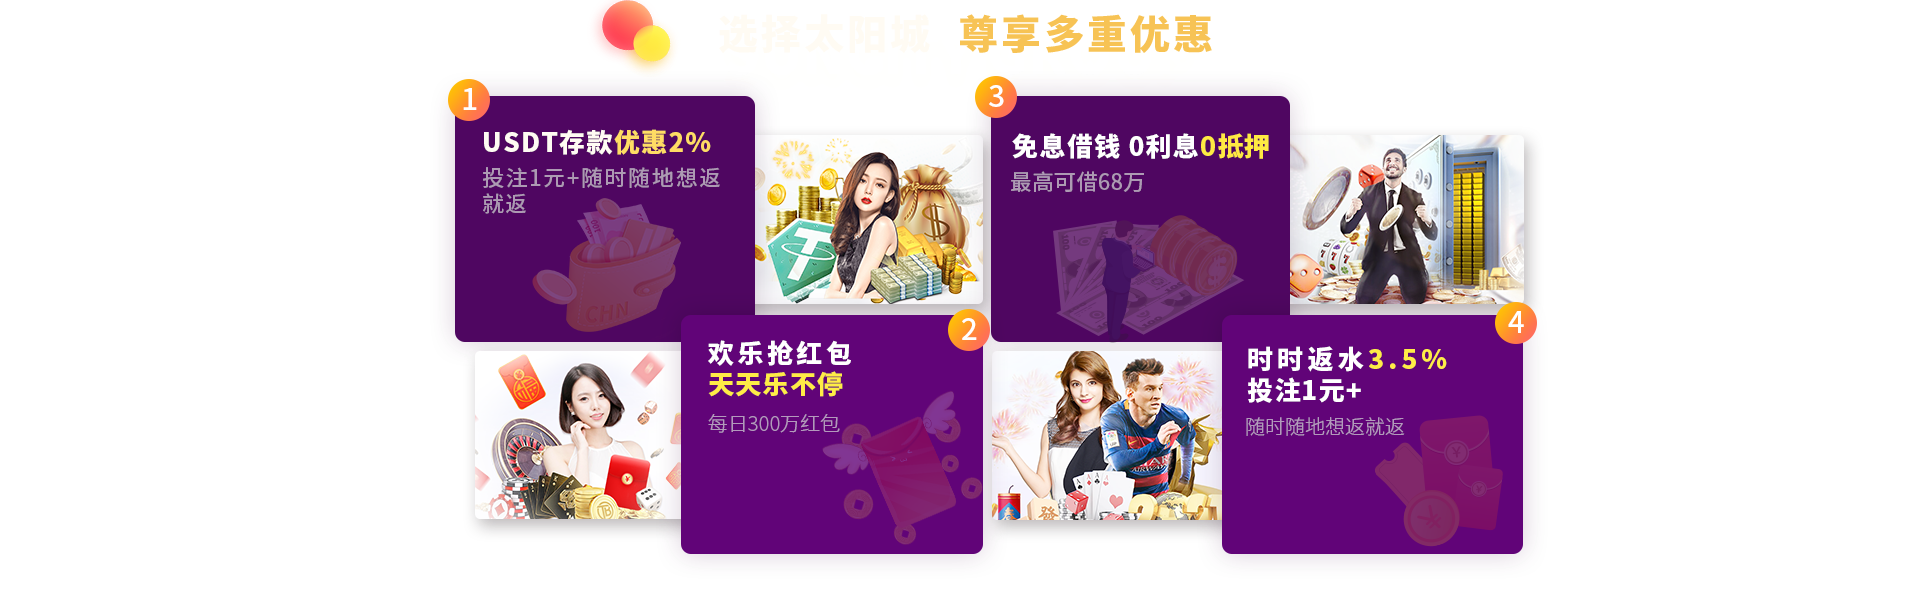 选择太阳城 尊享多重优惠
1
USDT存款优惠2%
投注1元+随时随地想返
就返
CHN
2
欢乐抢红包
天天乐不停
每日300万红包
3
免息借钱 0利息0抵押
最高可借68万
4
时时返水3.5%
投注1元+
随时随地想返就返